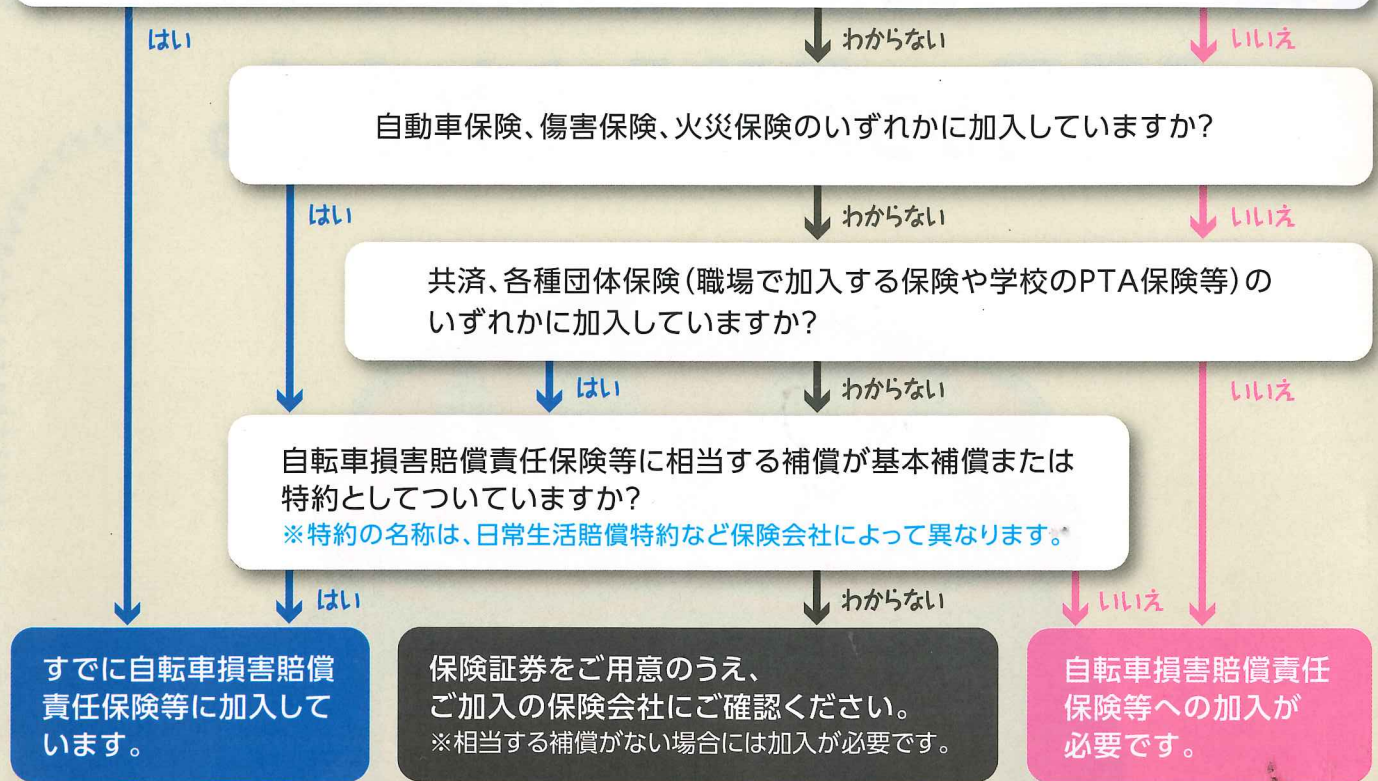 はい
わからない
いいえ
自動車保険、傷害保険、火災保険のいずれかに加入していますか?
はい
わからない
いいえ
共済、各種団体保険(職場で加入する保険や学校のPTA保険等)の
いずれかに加入していますか?
はい
わからない
いいえ
自転車損害賠償責任保険等に相当する補償が基本補償または
特約としてついていますか?
※特約の名称は、日常生活賠償特約など保険会社によって異なります。
はい
わからない
いいえ
すでに自転車損害賠償
責任保険等に加入して
います。
保険証券をご用意のうえ、
ご加入の保険会社にご確認ください。
※相当する補償がない場合には加入が必要です。
自転車損害賠償責任
保険等への加入が
必要です。